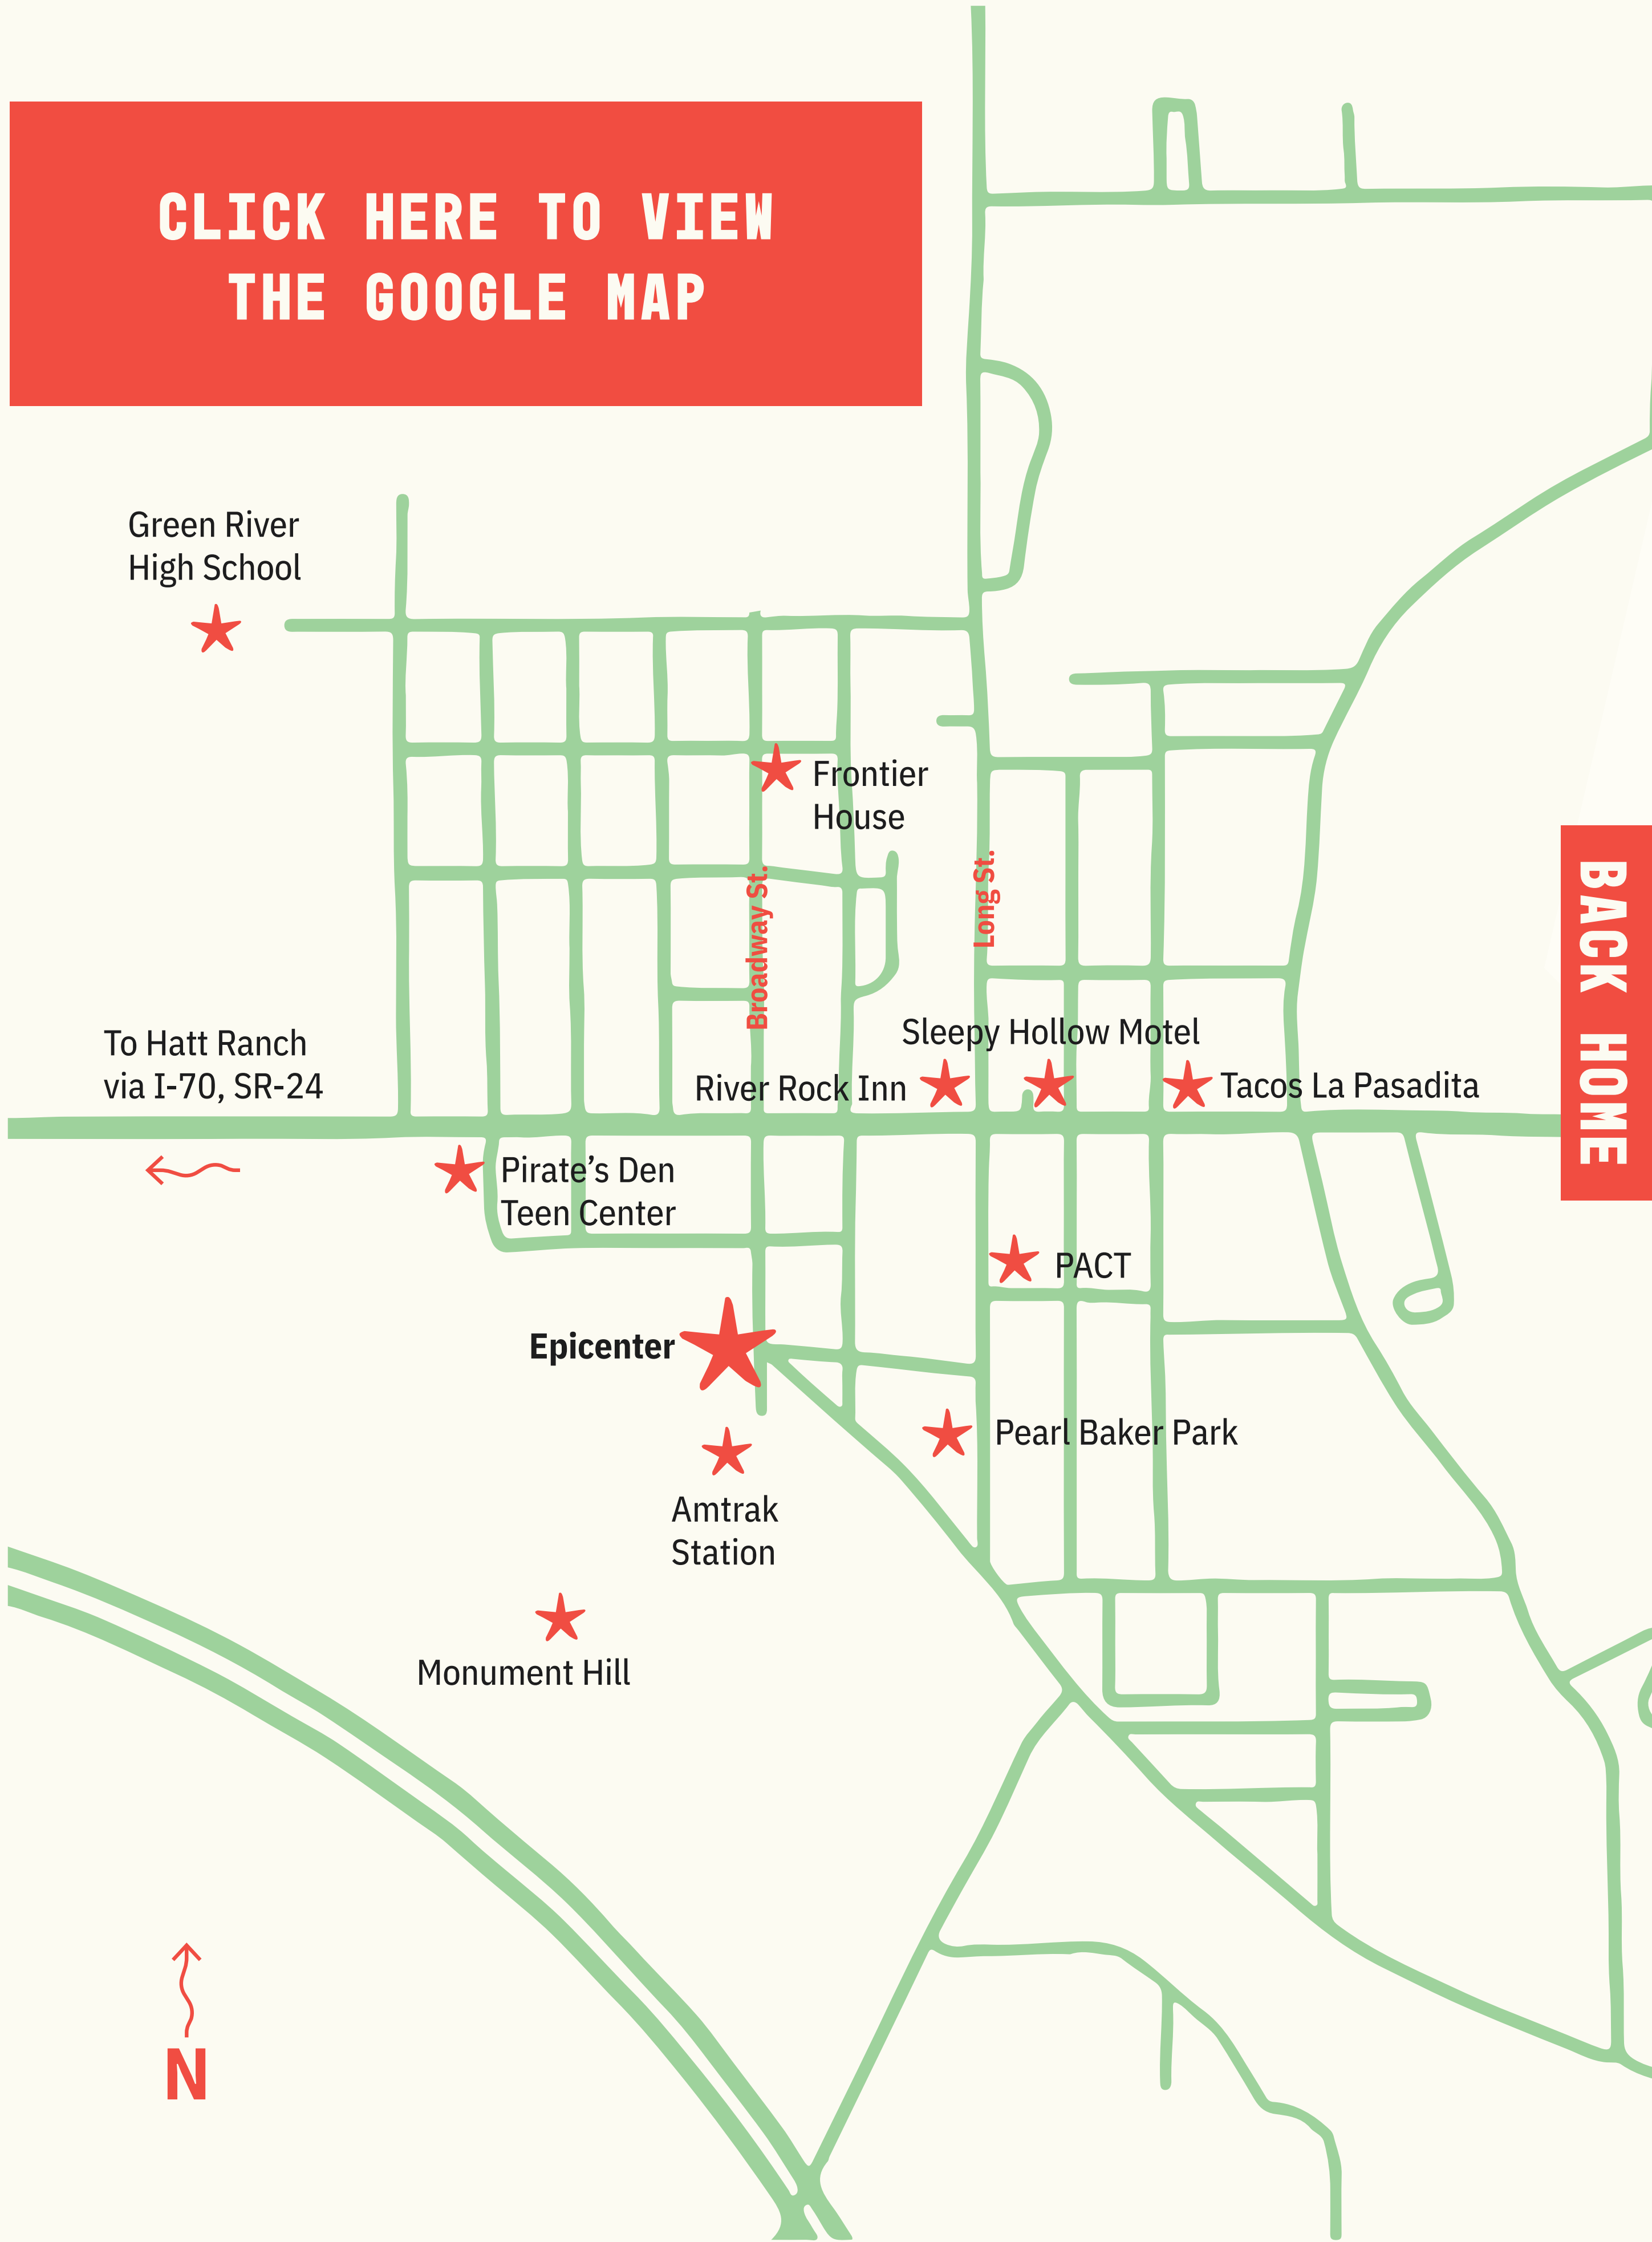 CLICK HERE TO VIEW
THE GOOGLE MAP
Green River
High School
Frontier
House
Broadway St.
Long St.
BACK HOME
To Hatt Ranch
via I-70, SR-24
Sleepy Hollow Motel
River Rock Inn
Tacos La Pasadita
Pirate’s Den
Teen Center
PACT
Epicenter
Pearl Baker Park
Amtrak
Station
Monument Hill
N